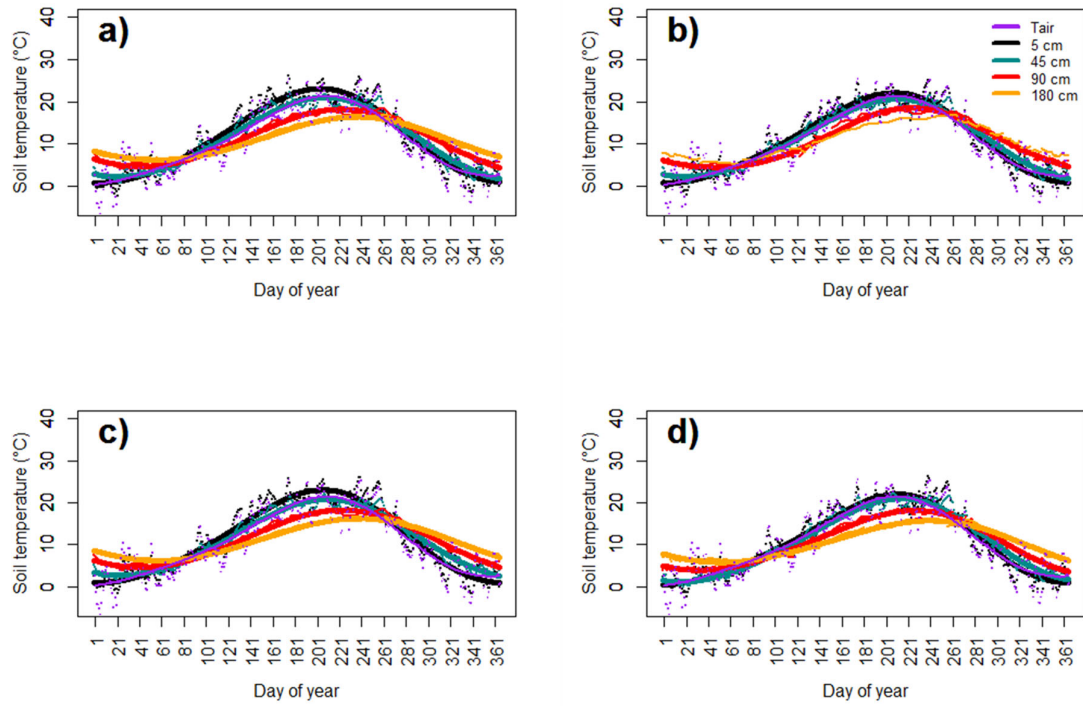 a)
Soil temperature (°C)
40
30
20
10
0
1 21 41 61 81 101 121 141 161 181 201 221 241 261 281 301 321 341 361
Day of year
b)
Tair
5 cm
45 cm
90 cm
180 cm
Soil temperature (°C)
40
30
20
10
0
1 21 41 61 81 101 121 141 161 181 201 221 241 261 281 301 321 341 361
Day of year
c)
Soil temperature (°C)
40
30
20
10
0
1 21 41 61 81 101 121 141 161 181 201 221 241 261 281 301 321 341 361
Day of year
d)
Soil temperature (°C)
40
30
20
10
0
1 21 41 61 81 101 121 141 161 181 201 221 241 261 281 301 321 341 361
Day of year